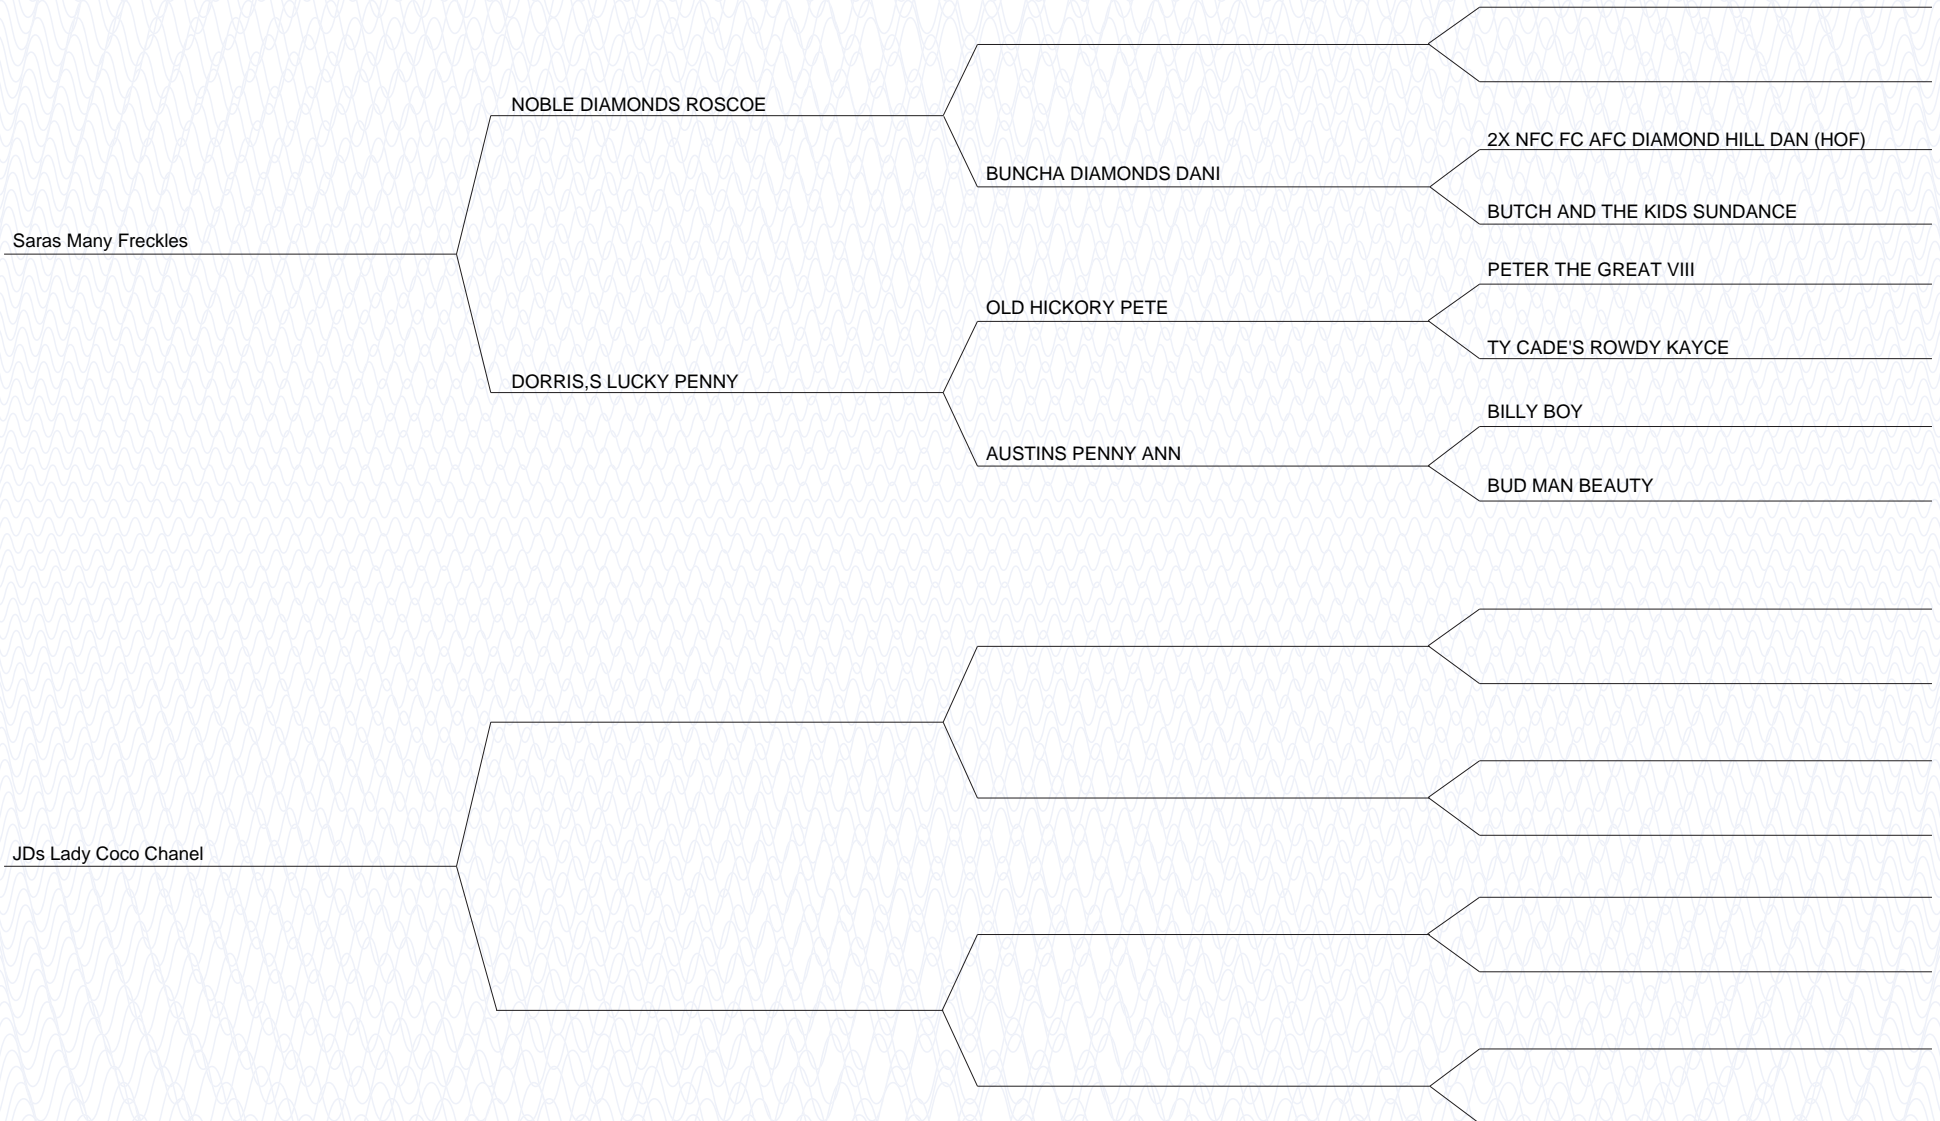 NOBLE DIAMONDS ROSCOE
2X NFC FC AFC DIAMOND HILL DAN (HOF)
BUNCHA DIAMONDS DANI
BUTCH AND THE KIDS SUNDANCE
Saras Many Freckles
PETER THE GREAT VIII
OLD HICKORY PETE
TY CADE'S ROWDY KAYCE
DORRIS,S LUCKY PENNY
BILLY BOY
AUSTINS PENNY ANN
BUD MAN BEAUTY
JDs Lady Coco Chanel